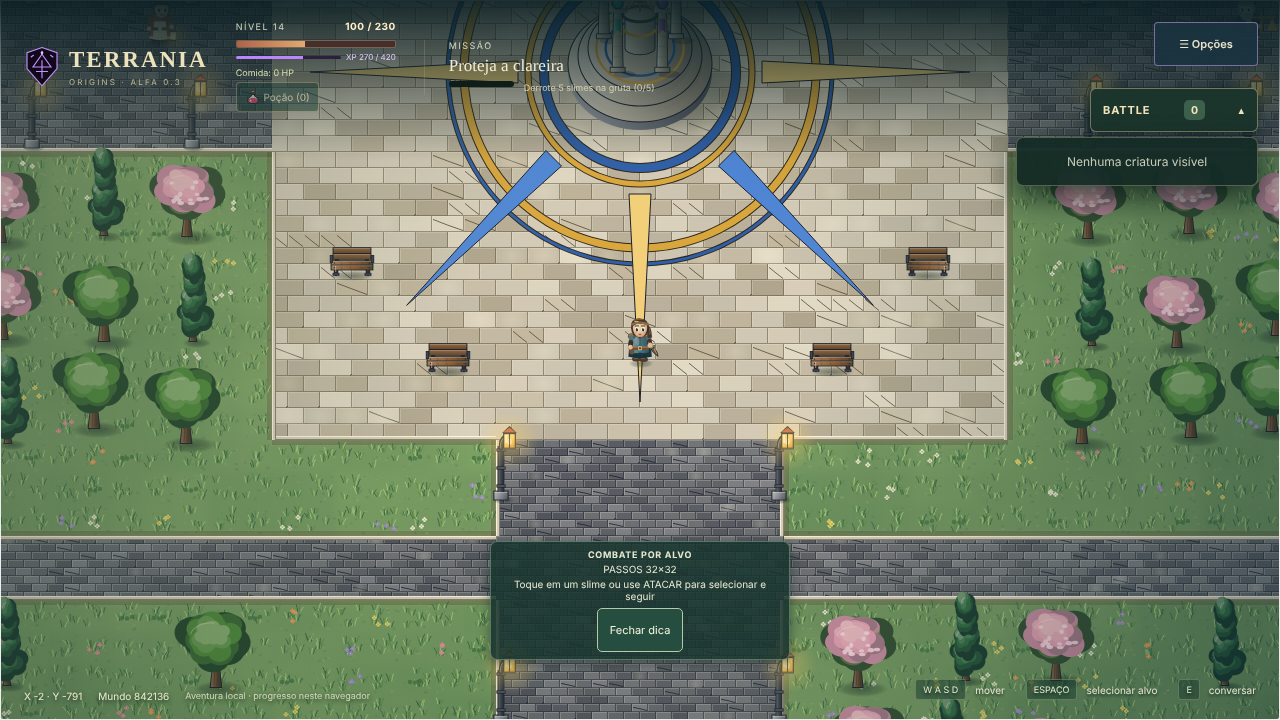 TERRANIA
ORIGINS · ALFA 0.3
NÍVEL 14 100 / 230
XP 270 / 420
Comida: 0 HP
Poção (0)
MISSÃO
Proteja a clareira
Derrote 5 slimes na gruta (0/5)
☰ Opções
BATTLE 0 ▲
Nenhuma criatura visível
COMBATE POR ALVO
PASSOS 32×32
Toque em um slime ou use ATACAR para selecionar e
seguir
Fechar dica
X -2 · Y -791 Mundo 842136 Aventura local · progresso neste navegador
W A S D mover ESPAÇO selecionar alvo E conversar